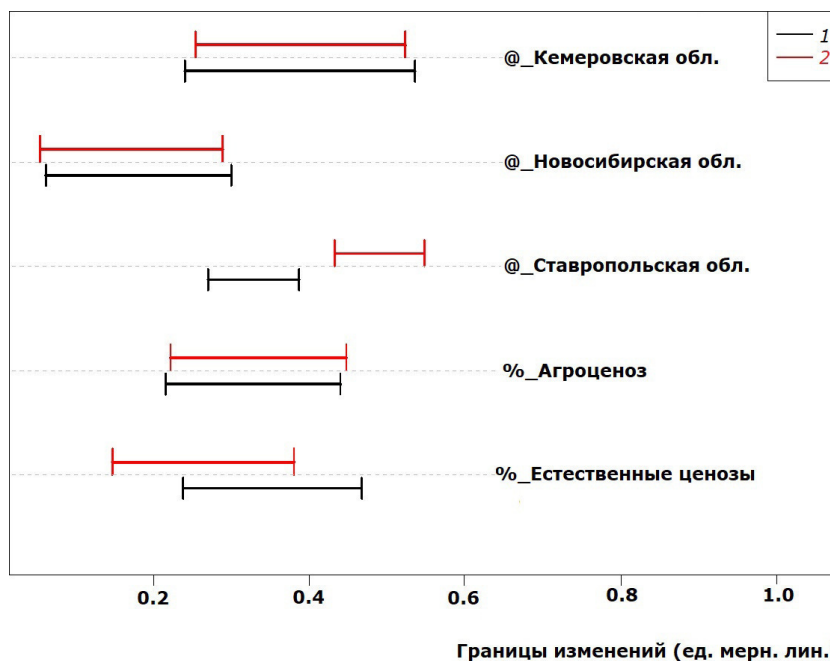 1
2
@_Кемеровская обл.
@_Новосибирская обл.
@_Ставропольская обл.
%_Агроценоз
%_Естественные ценозы
0.2 0.4 0.6 0.8 1.0
Границы изменений (ед. мерн. лин.